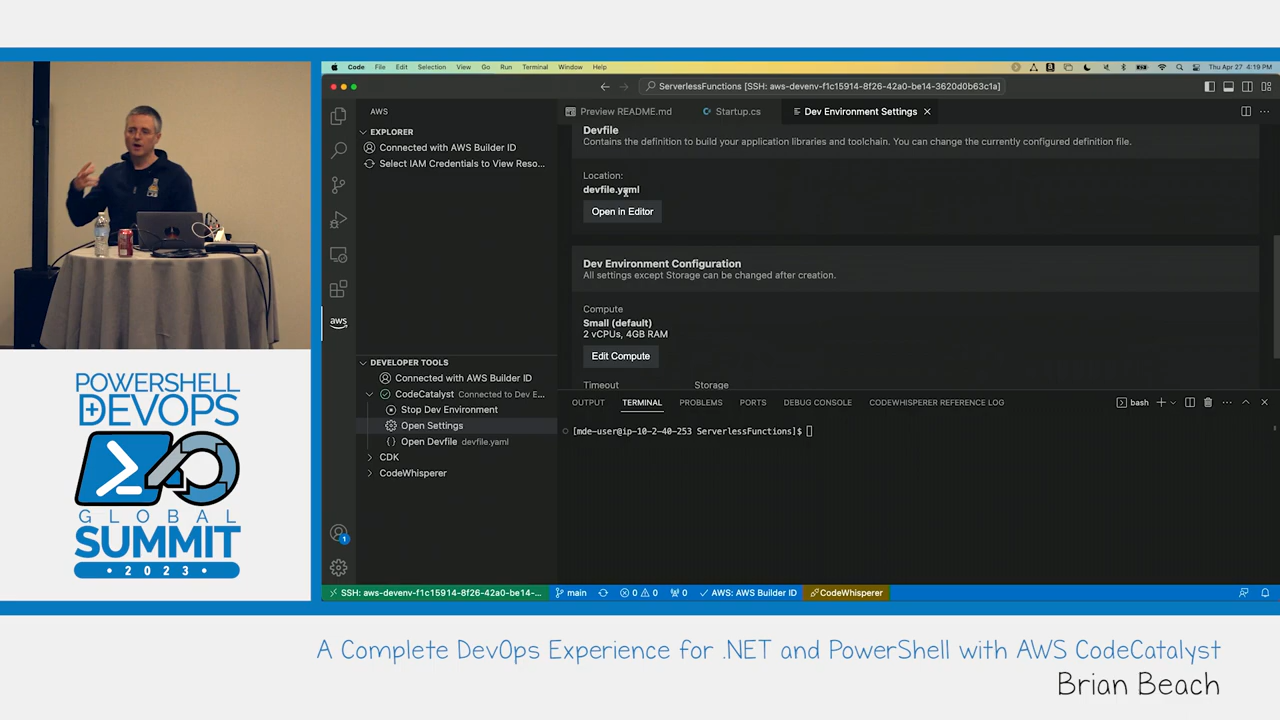 Code File Edit Selection View Go Run Terminal Window Help
Thu Apr 27 4:19 PM
ServerlessFunctions [SSH: aws-devenv-f1c15914-8f26-42a0-be14-3620d0b63c1a]
AWS
EXPLORER
Connected with AWS Builder ID
Select IAM Credentials to View Reso...
aws
1
DEVELOPER TOOLS
Connected with AWS Builder ID
CodeCatalyst Connected to Dev E...
Stop Dev Environment
Open Settings
Open Devfile devfile.yaml
CDK
CodeWhisperer
Preview README.md
Startup.cs
Dev Environment Settings
Devfile
Contains the definition to build your application libraries and toolchain. You can change the currently configured definition file.
Location:
devfile.yaml
Open in Editor
Dev Environment Configuration
All settings except Storage can be changed after creation.
Compute
Small (default)
2 vCPUs, 4GB RAM
Edit Compute
Timeout Storage
OUTPUT TERMINAL PROBLEMS PORTS DEBUG CONSOLE CODEWHISPERER REFERENCE LOG
bash
[mde-user@ip-10-2-40-253 ServerlessFunctions]$
SSH: aws-devenv-f1c15914-8f26-42a0-be14-...
main
0 0
0
AWS: AWS Builder ID
CodeWhisperer
POWERSHELL
+DEVOPS
GLOBAL
SUMMIT
2023
A Complete DevOps Experience for .NET and PowerShell with AWS CodeCatalyst
Brian Beach